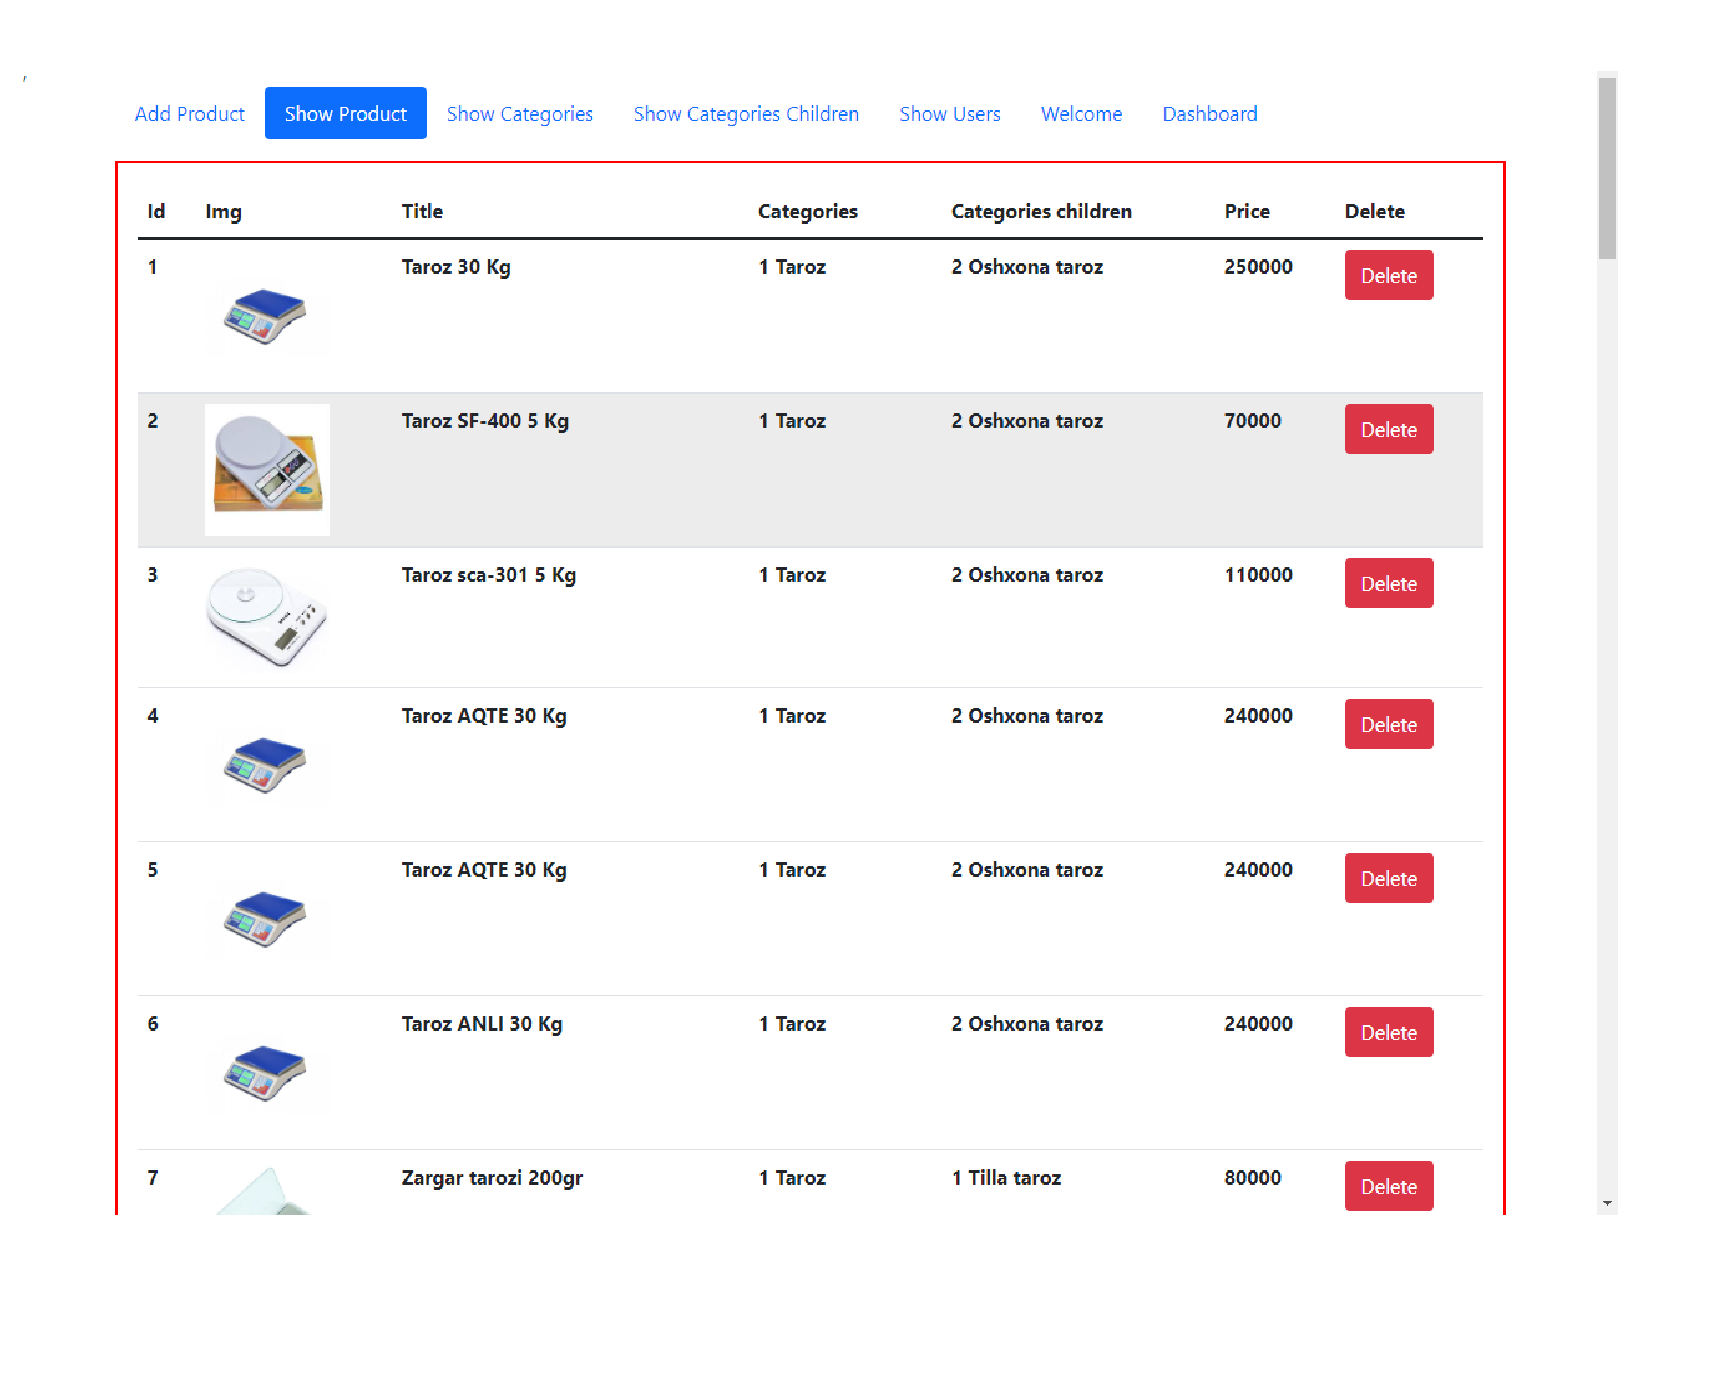 Add Product Show Product Show Categories Show Categories Children Show Users Welcome Dashboard
Id Img Title Categories Categories children Price Delete
1 Taroz 30 Kg 1 Taroz 2 Oshxona taroz 250000 Delete
2 Taroz SF-400 5 Kg 1 Taroz 2 Oshxona taroz 70000 Delete
3 Taroz sca-301 5 Kg 1 Taroz 2 Oshxona taroz 110000 Delete
4 Taroz AQTE 30 Kg 1 Taroz 2 Oshxona taroz 240000 Delete
5 Taroz AQTE 30 Kg 1 Taroz 2 Oshxona taroz 240000 Delete
6 Taroz ANLI 30 Kg 1 Taroz 2 Oshxona taroz 240000 Delete
7 Zargar tarozi 200gr 1 Taroz 1 Tilla taroz 80000 Delete